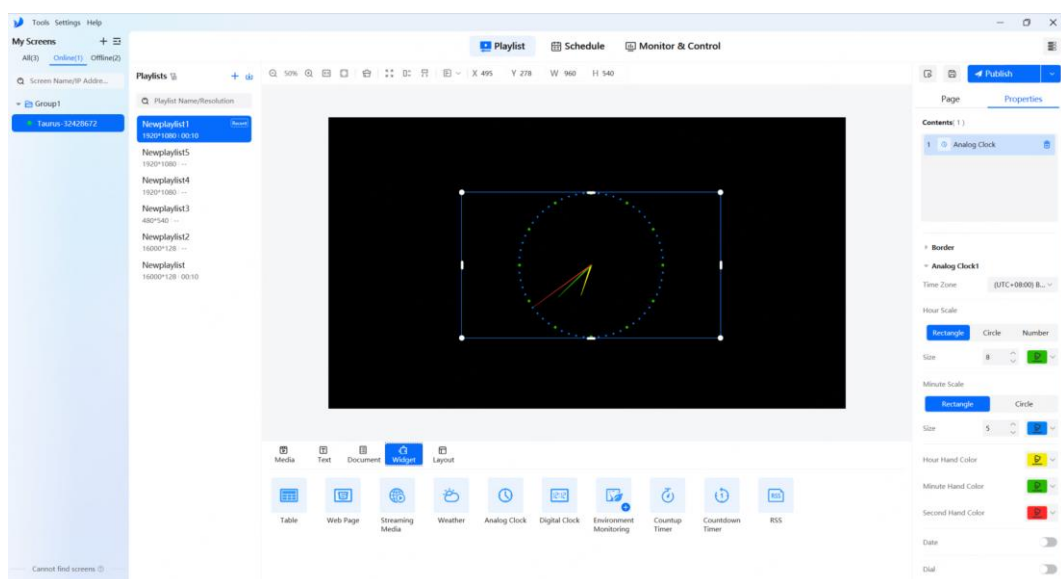 Tools Settings Help
My Screens
All(3) Online(1) Offline(2)
Screen Name/IP Addre...
Group1
Taurus-32428672
Cannot find screens
Playlist
Schedule
Monitor & Control
Playlists
Playlist Name/Resolution
Newplaylist1
Recent
1920*1080 00:10
Newplaylist5
1920*1080 --
Newplaylist4
1920*1080 --
Newplaylist3
480*540 --
Newplaylist2
16000*128 --
Newplaylist
16000*128 00:10
50% X 495 Y 278 W 960 H 540
Media Text Document Widget Layout
Table
Web Page
Streaming
Media
Weather
Analog Clock
Digital Clock
Environment
Monitoring
Countup
Timer
Countdown
Timer
RSS
Publish
Page Properties
Contents( 1 )
1 Analog Clock
Border
Analog Clock1
Time Zone (UTC+08:00) B...
Hour Scale
Rectangle Circle Number
Size 8
Minute Scale
Rectangle Circle
Size 5
Hour Hand Color
Minute Hand Color
Second Hand Color
Date
Dial